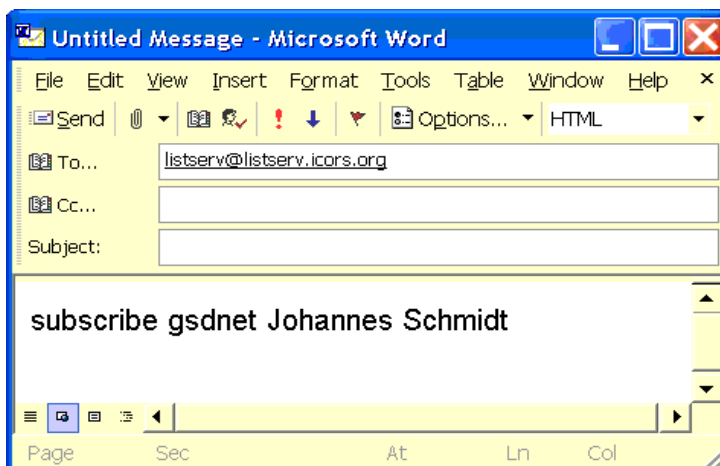 Untitled Message - Microsoft Word
File Edit View Insert Format Tools Table Window Help
Send Options... HTML
To... listserv@listserv.icors.org
Cc...
Subject:
subscribe gsdnet Johannes Schmidt
Page Sec At Ln Col